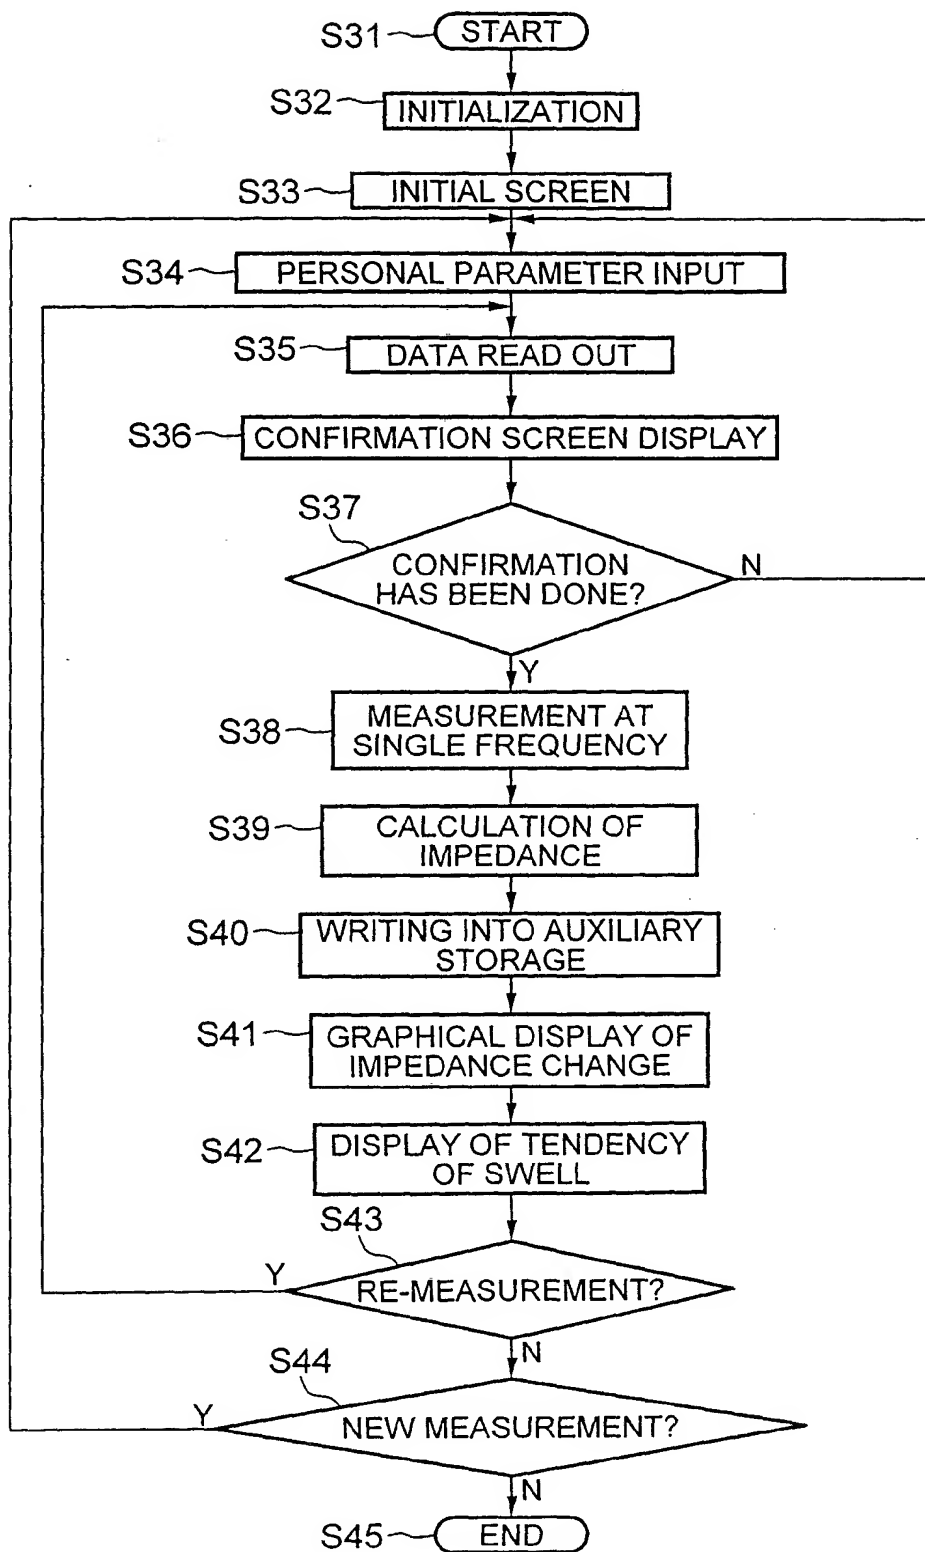 S31
START
S32
INITIALIZATION
S33
INITIAL SCREEN
S34
PERSONAL PARAMETER INPUT
S35
DATA READ OUT
S36
CONFIRMATION SCREEN DISPLAY
S37
CONFIRMATION
HAS BEEN DONE?
N
Y
S38
MEASUREMENT AT
SINGLE FREQUENCY
S39
CALCULATION OF
IMPEDANCE
S40
WRITING INTO AUXILIARY
STORAGE
S41
GRAPHICAL DISPLAY OF
IMPEDANCE CHANGE
S42
DISPLAY OF TENDENCY
OF SWELL
S43
Y
RE-MEASUREMENT?
N
S44
Y
NEW MEASUREMENT?
N
S45
END